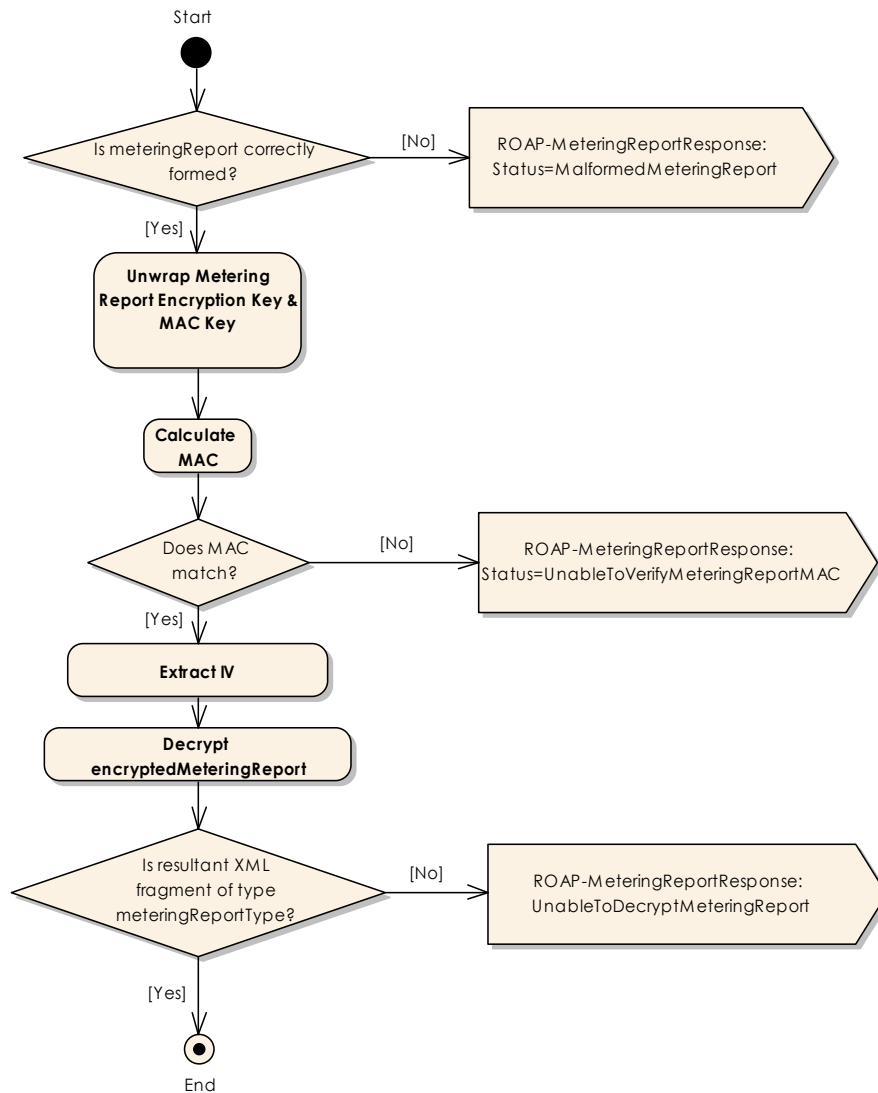 Start
Is meteringReport correctly
formed?
[No]
ROAP-MeteringReportResponse:
Status=MalformedMeteringReport
[Yes]
Unwrap Metering
Report Encryption Key &
MAC Key
Calculate
MAC
Does MAC
match?
[No]
ROAP-MeteringReportResponse:
Status=UnableToVerifyMeteringReportMAC
[Yes]
Extract IV
Decrypt
encryptedMeteringReport
Is resultant XML
fragment of type
meteringReportType?
[No]
ROAP-MeteringReportResponse:
UnableToDecryptMeteringReport
[Yes]
End